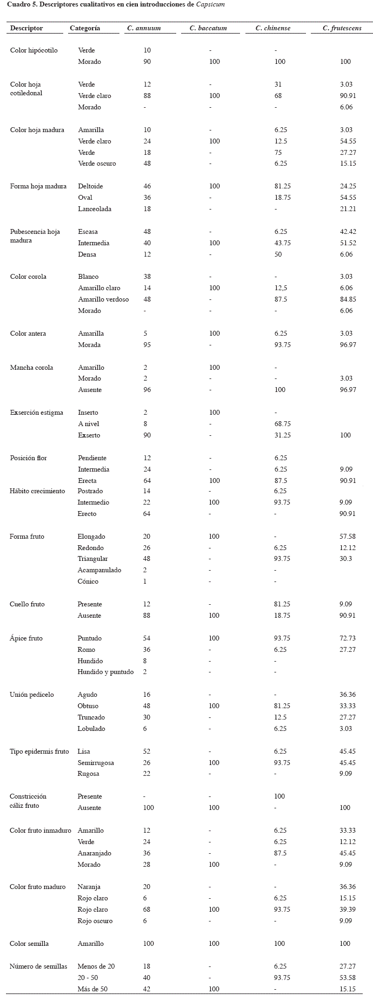 Cuadro 5. Descriptores cualitativos en cien introducciones de Capsicum
Descriptor Categoría C. annuum C. baccatum C. chinense C. frutescens
Color hipócotilo Verde 10 - -
Morado 90 100 100 100
Color hoja Verde 12 - 31 3.03
cotiledonal Verde claro 88 100 68 90.91
Morado - - - 6.06
Color hoja madura Amarilla 10 - 6.25 3.03
Verde claro 24 100 12.5 54.55
Verde 18 - 75 27.27
Verde oscuro 48 - 6.25 15.15
Forma hoja madura Deltoide 46 100 81.25 24.25
Oval 36 - 18.75 54.55
Lanceolada 18 - - 21.21
Pubescencia hoja Escasa 48 - 6.25 42.42
madura Intermedia 40 100 43.75 51.52
Densa 12 - 50 6.06
Color corola Blanco 38 - - 3.03
Amarillo claro 14 100 12,5 6.06
Amarillo verdoso 48 - 87.5 84.85
Morado - - - 6.06
Color antera Amarilla 5 100 6.25 3.03
Morada 95 - 93.75 96.97
Mancha corola Amarillo 2 100 -
Morado 2 - - 3.03
Ausente 96 - 100 96.97
Exserción estigma Inserto 2 100 -
A nivel 8 - 68.75
Exserto 90 - 31.25 100
Posición flor Pendiente 12 - 6.25
Intermedia 24 - 6.25 9.09
Erecta 64 100 87.5 90.91
Hábito crecimiento Postrado 14 - 6.25
Intermedio 22 100 93.75 9.09
Erecto 64 - - 90.91
Forma fruto Elongado 20 100 - 57.58
Redondo 26 - 6.25 12.12
Triangular 48 - 93.75 30.3
Acampanulado 2 - -
Cónico 1 - -
Cuello fruto Presente 12 - 81.25 9.09
Ausente 88 100 18.75 90.91
Ápice fruto Puntudo 54 100 93.75 72.73
Romo 36 - 6.25 27.27
Hundido 8 - -
Hundido y puntudo 2 - -
Unión pedicelo Agudo 16 - - 36.36
Obtuso 48 100 81.25 33.33
Truncado 30 - 12.5 27.27
Lobulado 6 - 6.25 3.03
Tipo epidermis fruto Lisa 52 - 6.25 45.45
Semirrugosa 26 100 93.75 45.45
Rugosa 22 - - 9.09
Constricción Presente - - 100
cáliz fruto Ausente 100 100 - 100
Color fruto inmaduro Amarillo 12 - 6.25 33.33
Verde 24 - 6.25 12.12
Anaranjado 36 - 87.5 45.45
Morado 28 100 - 9.09
Color fruto maduro Naranja 20 - - 36.36
Rojo claro 6 - 6.25 15.15
Rojo claro 68 100 93.75 39.39
Rojo oscuro 6 - - 9.09
Color semilla Amarillo 100 100 100 100
Número de semillas Menos de 20 18 - 6.25 27.27
20 - 50 40 - 93.75 53.58
Más de 50 42 100 - 15.15